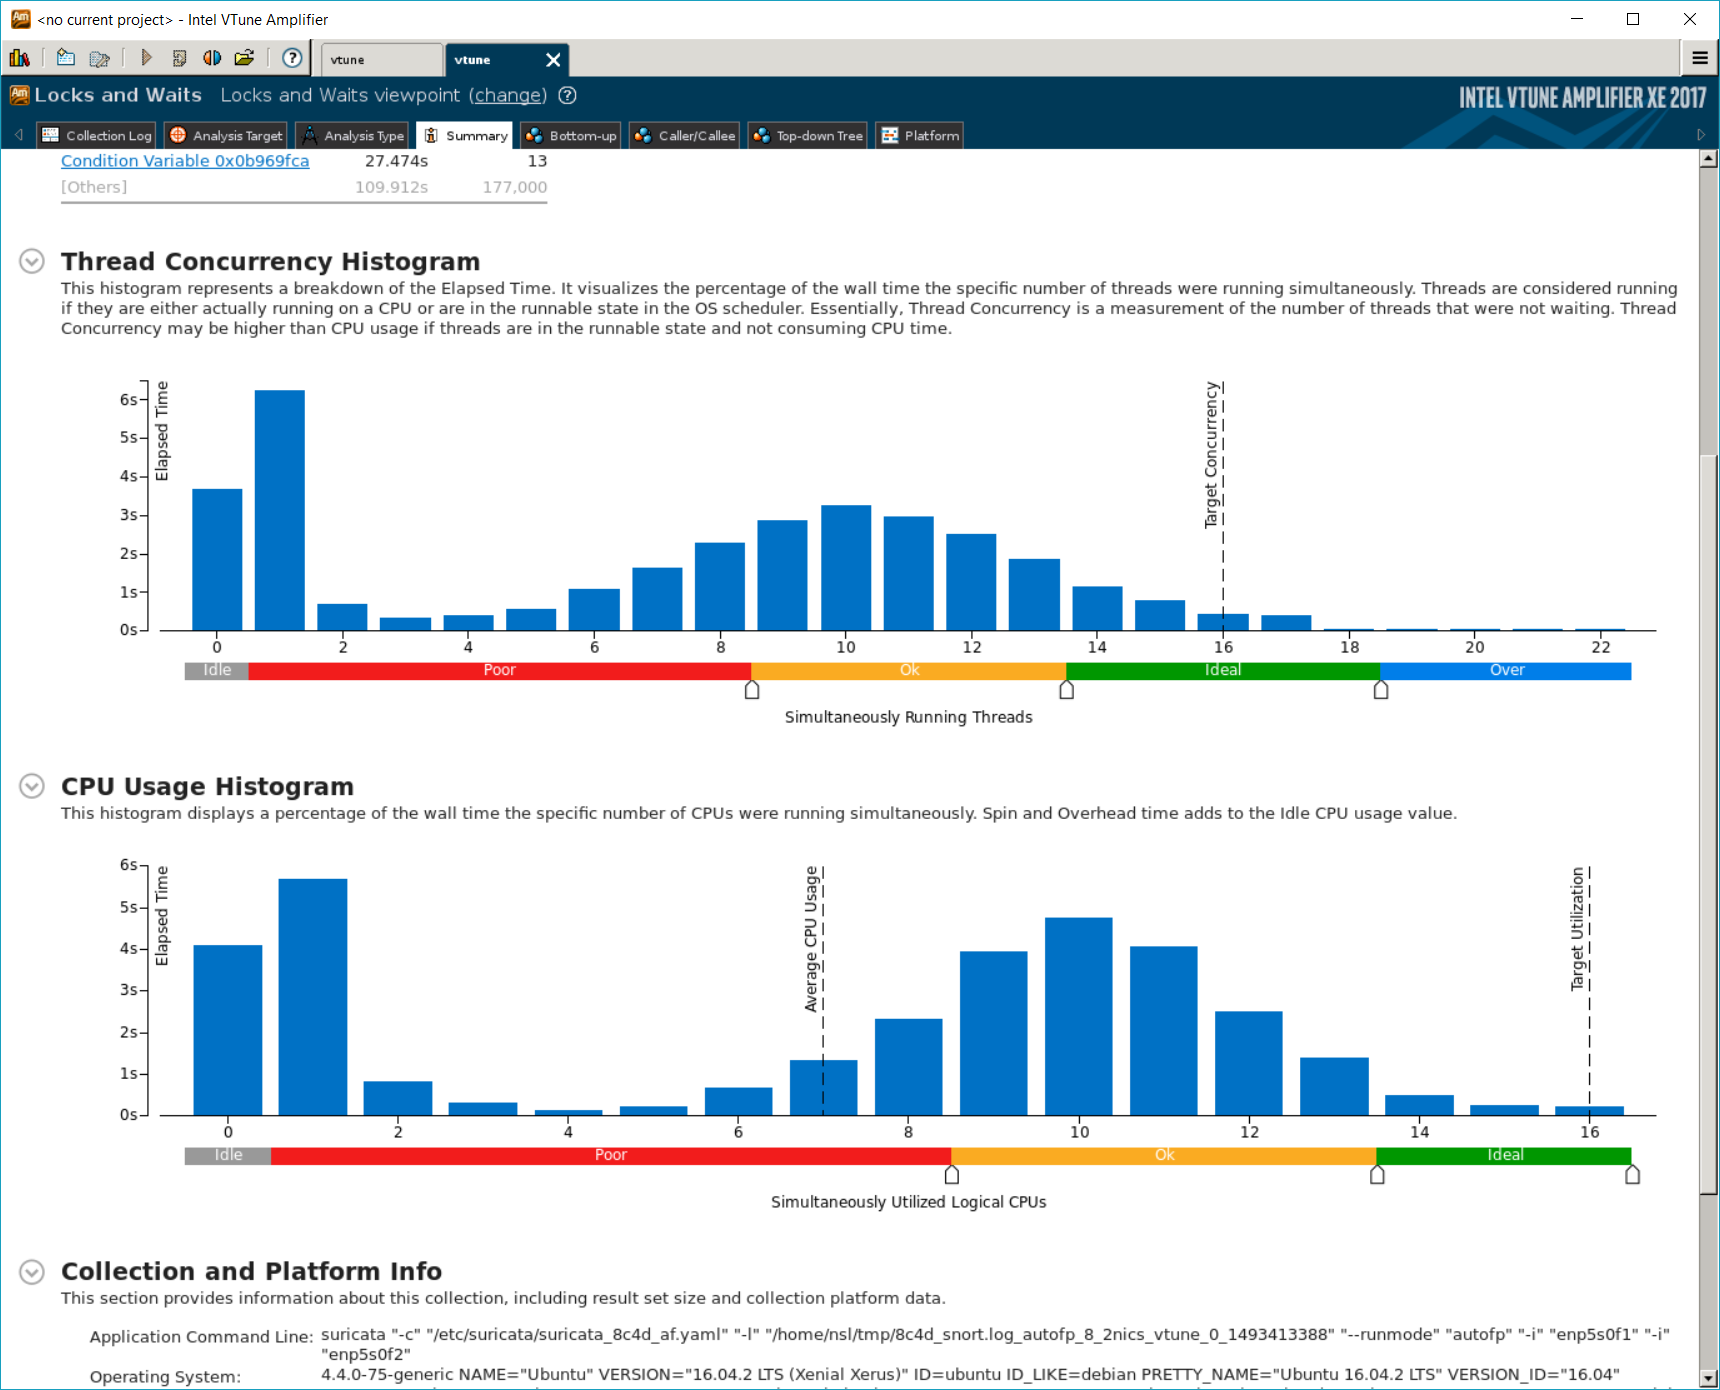 <no current project> - Intel VTune Amplifier
vtune
vtune
Locks and Waits Locks and Waits viewpoint (change)
INTEL VTUNE AMPLIFIER XE 2017
Collection Log Analysis Target Analysis Type Summary Bottom-up Caller/Callee Top-down Tree Platform
Condition Variable 0x0b969fca 27.474s 13
[Others] 109.912s 177,000
Thread Concurrency Histogram
This histogram represents a breakdown of the Elapsed Time. It visualizes the percentage of the wall time the specific number of threads were running simultaneously. Threads are considered running
if they are either actually running on a CPU or are in the runnable state in the OS scheduler. Essentially, Thread Concurrency is a measurement of the number of threads that were not waiting. Thread
Concurrency may be higher than CPU usage if threads are in the runnable state and not consuming CPU time.
Elapsed Time
6s
5s
4s
3s
2s
1s
0s
Target Concurrency
0 2 4 6 8 10 12 14 16 18 20 22
Idle Poor Ok Ideal Over
Simultaneously Running Threads
CPU Usage Histogram
This histogram displays a percentage of the wall time the specific number of CPUs were running simultaneously. Spin and Overhead time adds to the Idle CPU usage value.
Elapsed Time
6s
5s
4s
3s
2s
1s
0s
Average CPU Usage
Target Utilization
0 2 4 6 8 10 12 14 16
Idle Poor Ok Ideal
Simultaneously Utilized Logical CPUs
Collection and Platform Info
This section provides information about this collection, including result set size and collection platform data.
Application Command Line: suricata "-c" "/etc/suricata/suricata_8c4d_af.yaml" "-l" "/home/nsl/tmp/8c4d_snort.log_autofp_8_2nics_vtune_0_1493413388" "--runmode" "autofp" "-i" "enp5s0f1" "-i"
"enp5s0f2"
Operating System: 4.4.0-75-generic NAME="Ubuntu" VERSION="16.04.2 LTS (Xenial Xerus)" ID=ubuntu ID_LIKE=debian PRETTY_NAME="Ubuntu 16.04.2 LTS" VERSION_ID="16.04"